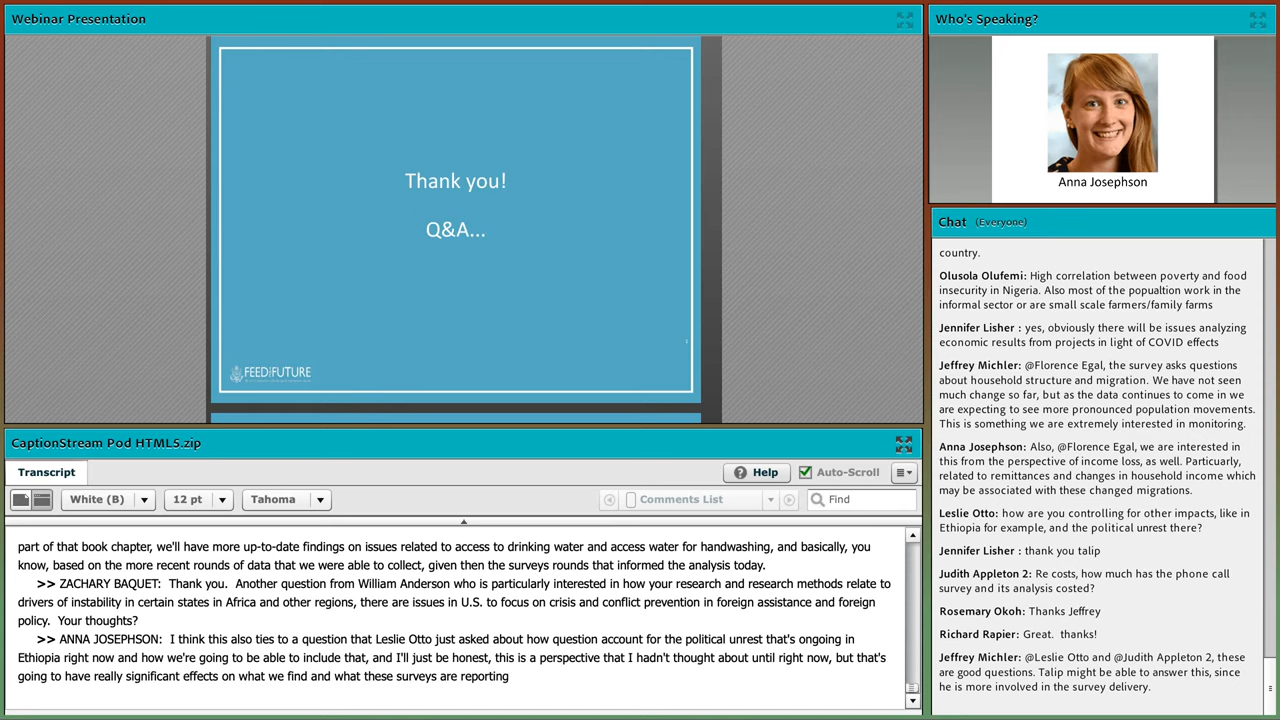 Webinar Presentation
Thank you!
Q&A...
FEED THE FUTURE
Who's Speaking?
Anna Josephson
Chat (Everyone)
country.
Olusola Olufemi: High correlation between poverty and food
insecurity in Nigeria. Also most of the popualtion work in the
informal sector or are small scale farmers/family farms
Jennifer Lisher : yes, obviously there will be issues analyzing
economic results from projects in light of COVID effects
Jeffrey Michler: @Florence Egal, the survey asks questions
about household structure and migration. We have not seen
much change so far, but as the data continues to come in we
are expecting to see more pronounced population movements.
This is something we are extremely interested in monitoring.
Anna Josephson: Also, @Florence Egal, we are interested in
this from the perspective of income loss, as well. Particuarly,
related to remittances and changes in household income which
may be associated with these changed migrations.
Leslie Otto: how are you controlling for other impacts, like in
Ethiopia for example, and the political unrest there?
Jennifer Lisher : thank you talip
Judith Appleton 2: Re costs, how much has the phone call
survey and its analysis costed?
Rosemary Okoh: Thanks Jeffrey
Richard Rapier: Great. thanks!
Jeffrey Michler: @Leslie Otto and @Judith Appleton 2, these
are good questions. Talip might be able to answer this, since
he is more involved in the survey delivery.
CaptionStream Pod HTML5.zip
Transcript
Help
Auto-Scroll
White (B)
12 pt
Tahoma
Comments List
Find
part of that book chapter, we'll have more up-to-date findings on issues related to access to drinking water and access water for handwashing, and basically, you
know, based on the more recent rounds of data that we were able to collect, given then the surveys rounds that informed the analysis today.
>> ZACHARY BAQUET: Thank you. Another question from William Anderson who is particularly interested in how your research and research methods relate to
drivers of instability in certain states in Africa and other regions, there are issues in U.S. to focus on crisis and conflict prevention in foreign assistance and foreign
policy. Your thoughts?
>> ANNA JOSEPHSON: I think this also ties to a question that Leslie Otto just asked about how question account for the political unrest that's ongoing in
Ethiopia right now and how we're going to be able to include that, and I'll just be honest, this is a perspective that I hadn't thought about until right now, but that's
going to have really significant effects on what we find and what these surveys are reporting